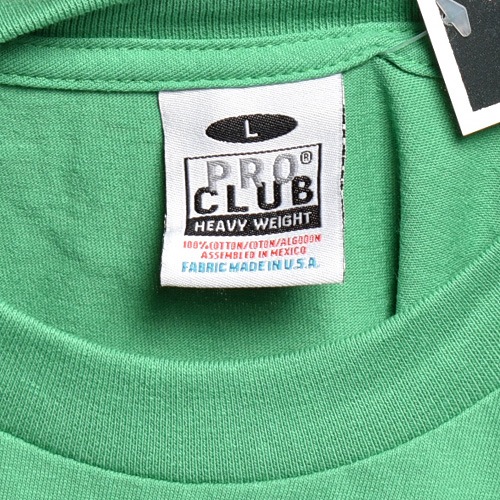 L
PRO®
CLUB
HEAVY WEIGHT
100% COTTON/COTON/ALGODON
ASSEMBLED IN MEXICO
FABRIC MADE IN U.S.A.